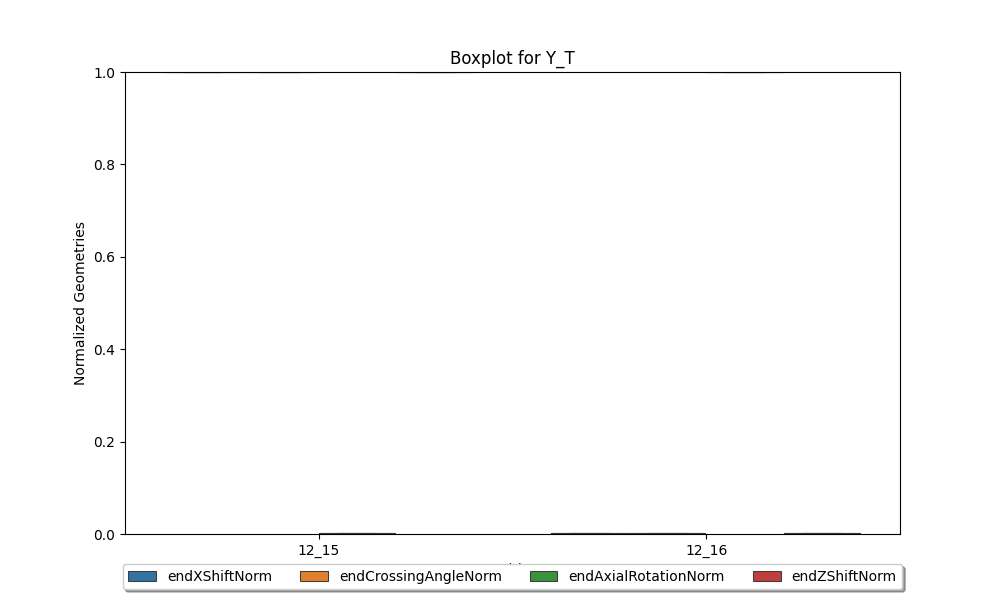 Boxplot for Y_T
1.0
0.8
0.6
0.4
0.2
0.0
Normalized Geometries
12_15 12_16
endXShiftNorm endCrossingAngleNorm endAxialRotationNorm endZShiftNorm